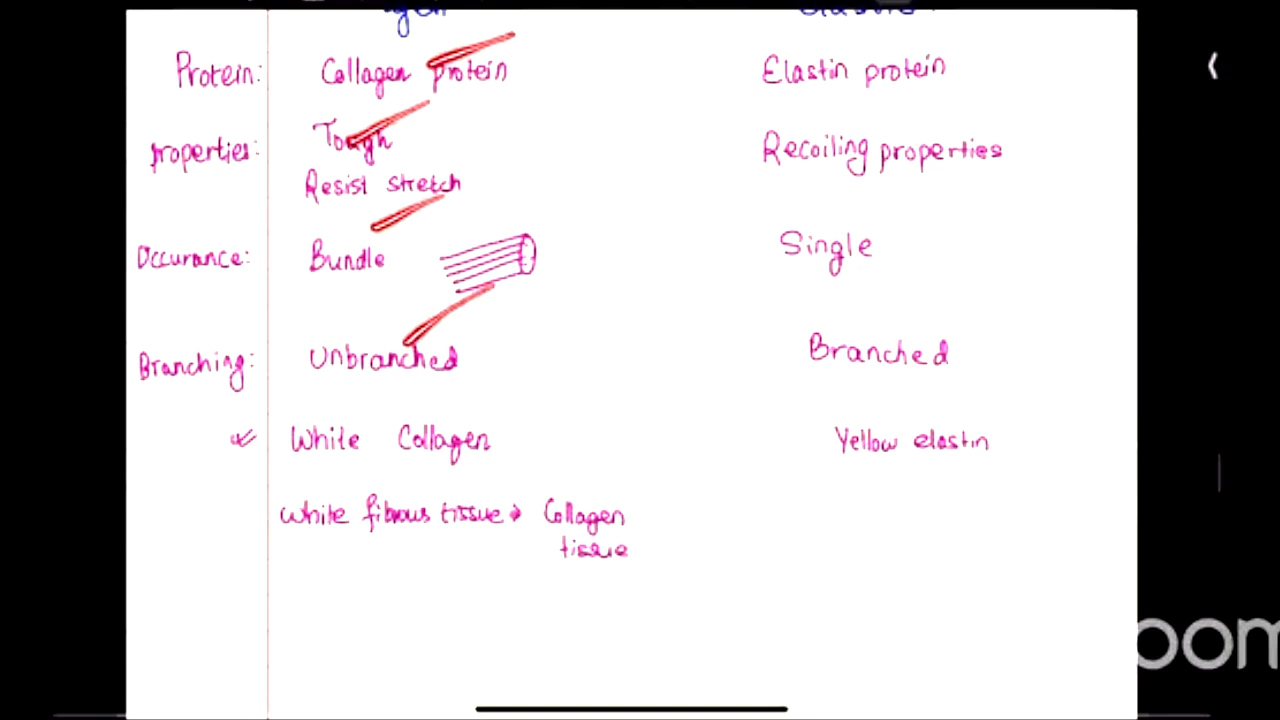 Protein: Collagen protein Elastin protein
Properties: Tough Recoiling properties
Resist stretch
Occurance: Bundle Single
Branching: Unbranched Branched
White Collagen Yellow elastin
White fibrous tissue → Collagen
tissue
oom